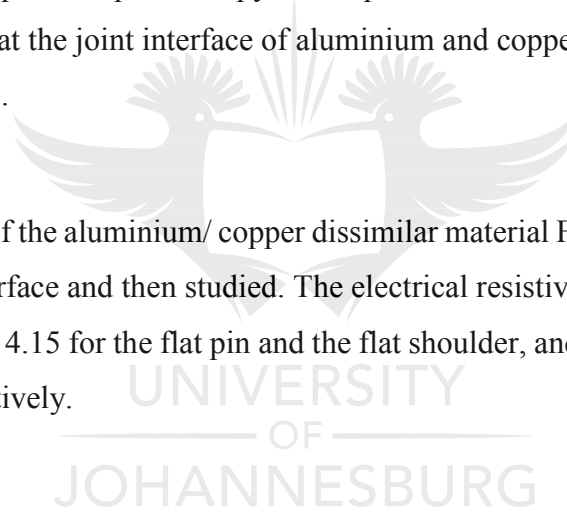 at the joint interface of aluminium and coppe
.
f the aluminium/ copper dissimilar material F
rface and then studied. The electrical resistiv
4.15 for the flat pin and the flat shoulder, and
tively.
UNIVERSITY
OF
JOHANNESBURG